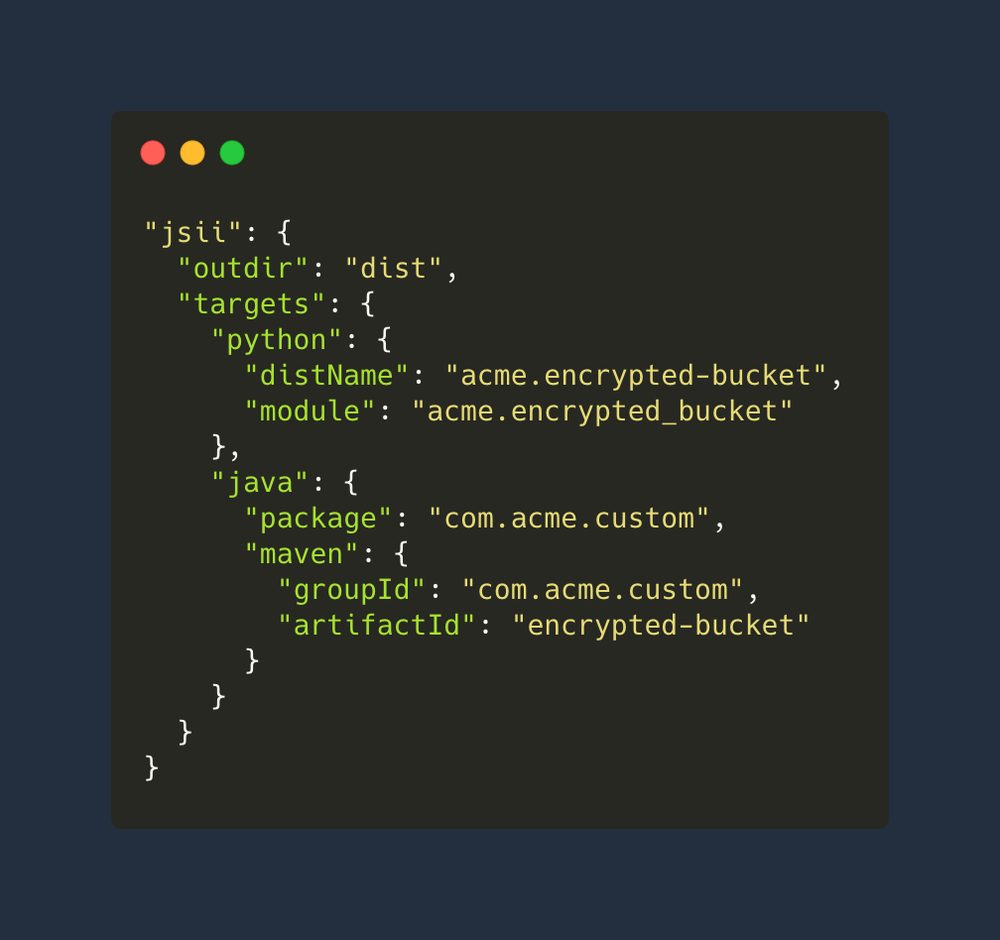 "jsii": {
  "outdir": "dist",
  "targets": {
    "python": {
      "distName": "acme.encrypted-bucket",
      "module": "acme.encrypted_bucket"
    },
    "java": {
      "package": "com.acme.custom",
      "maven": {
        "groupId": "com.acme.custom",
        "artifactId": "encrypted-bucket"
      }
    }
  }
}